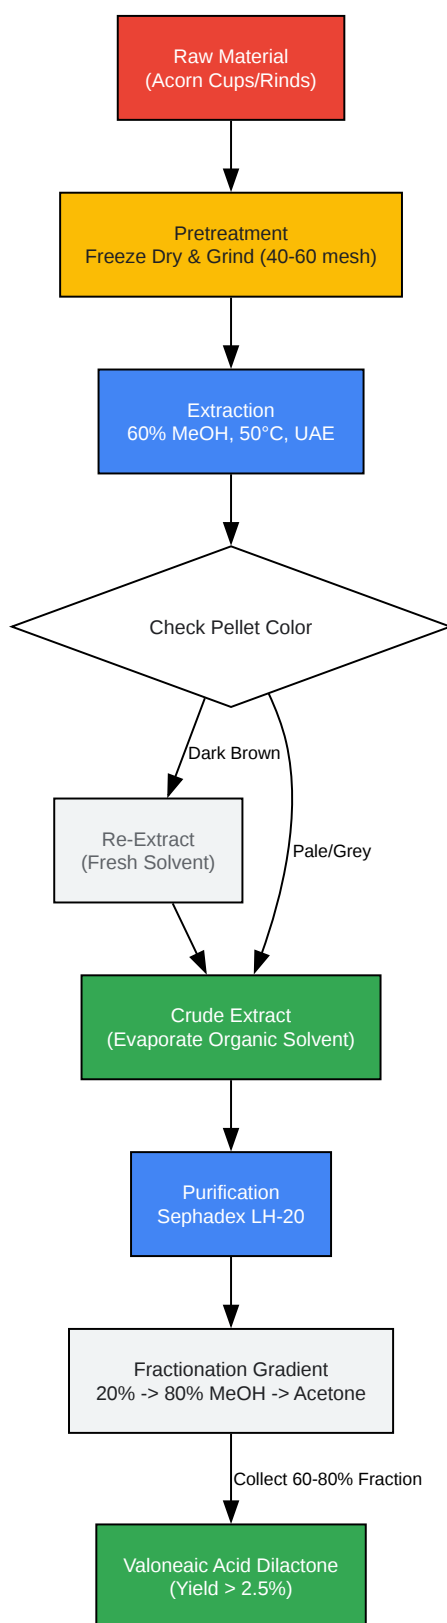 Raw Material
(Acorn Cups/Rinds)
Pretreatment
Freeze Dry & Grind (40-60 mesh)
Extraction
60% MeOH, 50°C, UAE
Check Pellet Color
Dark Brown
Re-Extract
(Fresh Solvent)
Pale/Grey
Crude Extract
(Evaporate Organic Solvent)
Purification
Sephadex LH-20
Fractionation Gradient
20% -> 80% MeOH -> Acetone
Collect 60-80% Fraction
Valoneaic Acid Dilactone
(Yield > 2.5%)